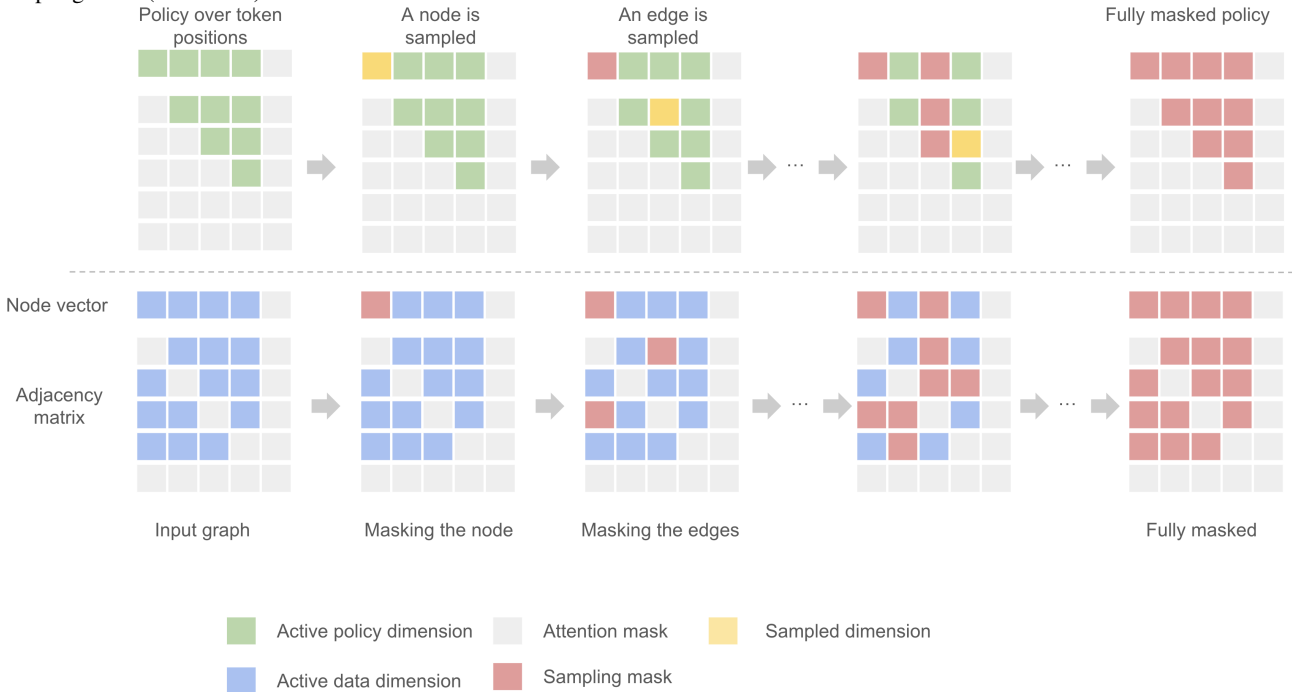 Policy over token
positions
A node is
sampled
An edge is
sampled
Fully masked policy
...
...
Node vector
Adjacency
matrix
...
...
Input graph
Masking the node
Masking the edges
Fully masked
Active policy dimension
Attention mask
Sampled dimension
Active data dimension
Sampling mask